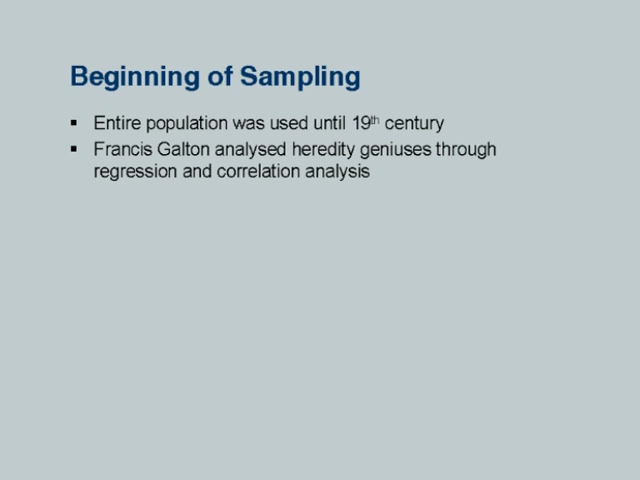 Beginning of Sampling
▪ Entire population was used until 19th century
▪ Francis Galton analysed heredity geniuses through
regression and correlation analysis